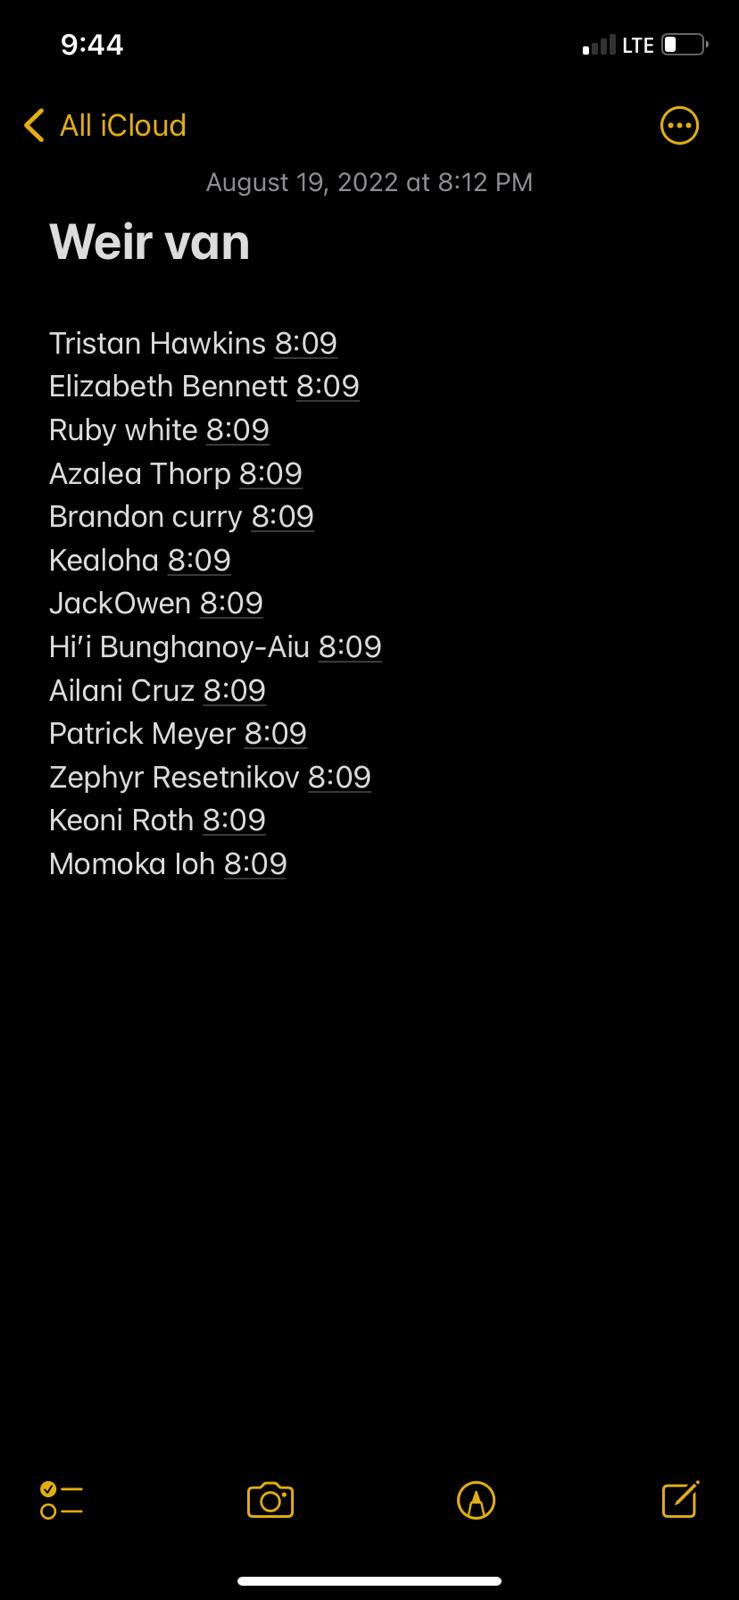 9:44
LTE
All iCloud
August 19, 2022 at 8:12 PM
Weir van
Tristan Hawkins 8:09
Elizabeth Bennett 8:09
Ruby white 8:09
Azalea Thorp 8:09
Brandon curry 8:09
Kealoha 8:09
JackOwen 8:09
Hi’i Bunghanoy-Aiu 8:09
Ailani Cruz 8:09
Patrick Meyer 8:09
Zephyr Resetnikov 8:09
Keoni Roth 8:09
Momoka Ioh 8:09